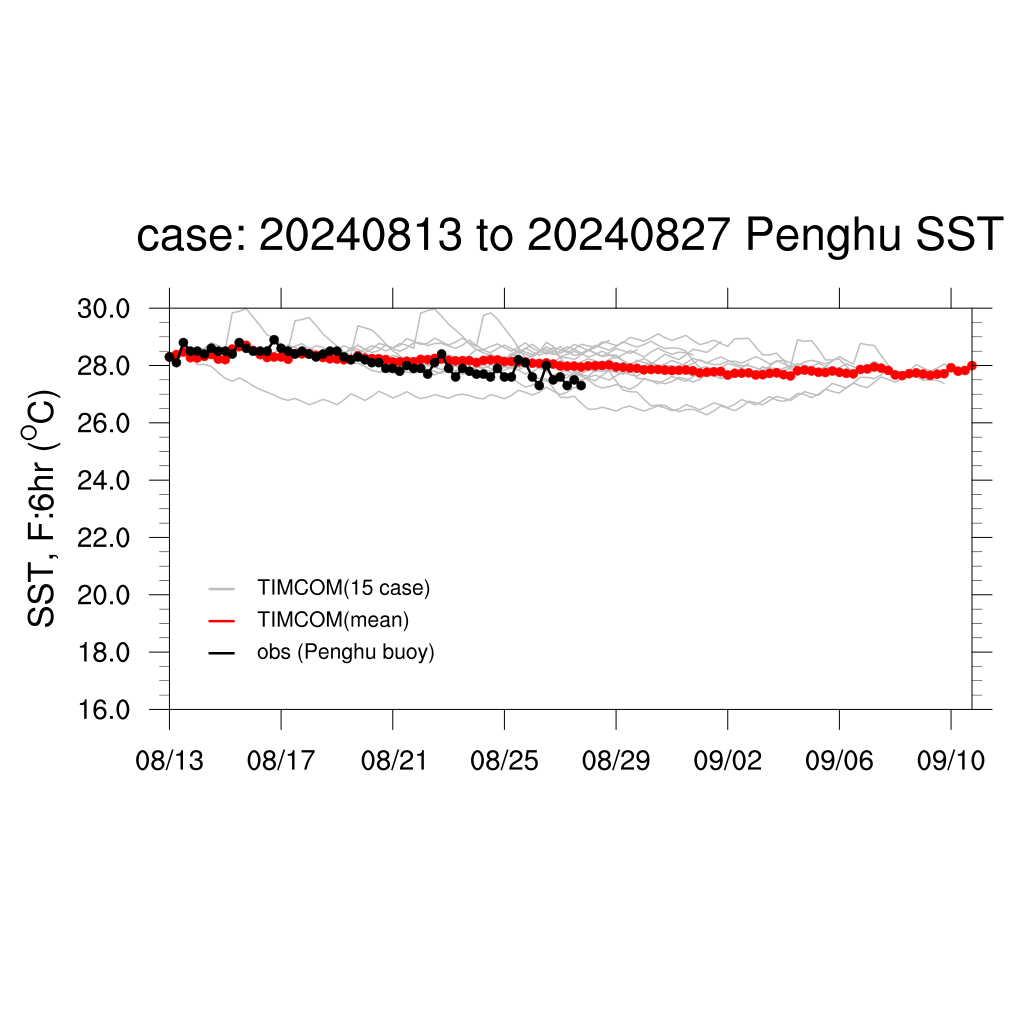 case: 20240813 to 20240827 Penghu SST
SST, F:6hr (°C)
30.0
28.0
26.0
24.0
22.0
20.0
18.0
16.0
TIMCOM(15 case)
TIMCOM(mean)
obs (Penghu buoy)
08/13 08/17 08/21 08/25 08/29 09/02 09/06 09/10